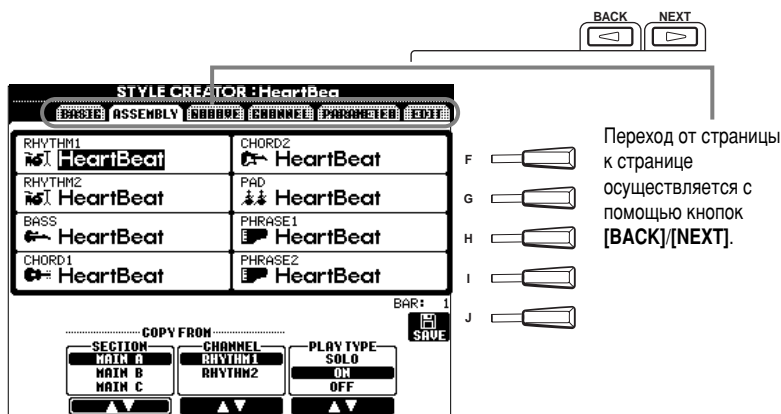 BACK NEXT
STYLE CREATOR : HeartBea
BASIC ASSEMBLY GROOVE CHANNEL PARAMETER EDIT
RHYTHM1
HeartBeat
CHORD2
HeartBeat
RHYTHM2
HeartBeat
PAD
HeartBeat
BASS
HeartBeat
PHRASE1
HeartBeat
CHORD1
HeartBeat
PHRASE2
HeartBeat
BAR: 1
SAVE
COPY FROM
SECTION
MAIN A
MAIN B
MAIN C
CHANNEL
RHYTHM1
RHYTHM2
PLAY TYPE
SOLO
ON
OFF
F
G
H
I
J
Переход от страницы
к странице
осуществляется с
помощью кнопок
[BACK]/[NEXT].